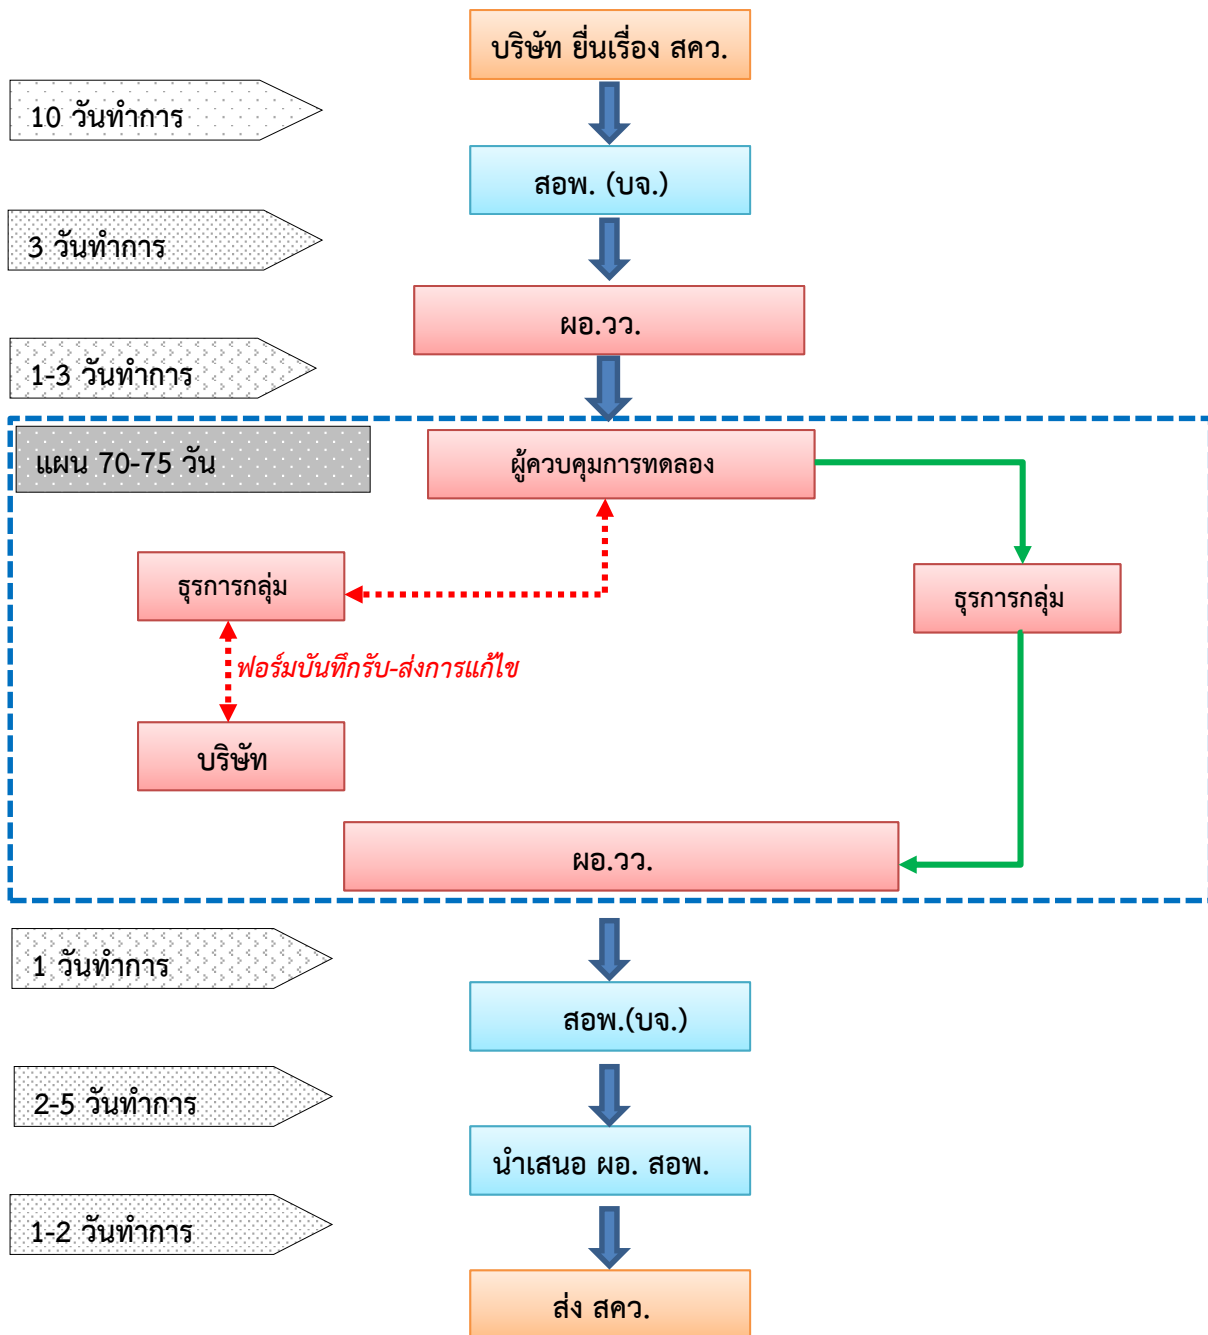 บริษัท ยื่นเรื่อง สคว.
10 วันทำการ
สอพ. (บจ.)
3 วันทำการ
ผอ.วว.
1-3 วันทำการ
แผน 70-75 วัน
ผู้ควบคุมการทดลอง
ธุรการกลุ่ม
ธุรการกลุ่ม
ฟอร์มบันทึกรับ-ส่งการแก้ไข
บริษัท
ผอ.วว.
1 วันทำการ
สอพ.(บจ.)
2-5 วันทำการ
นำเสนอ ผอ. สอพ.
1-2 วันทำการ
ส่ง สคว.